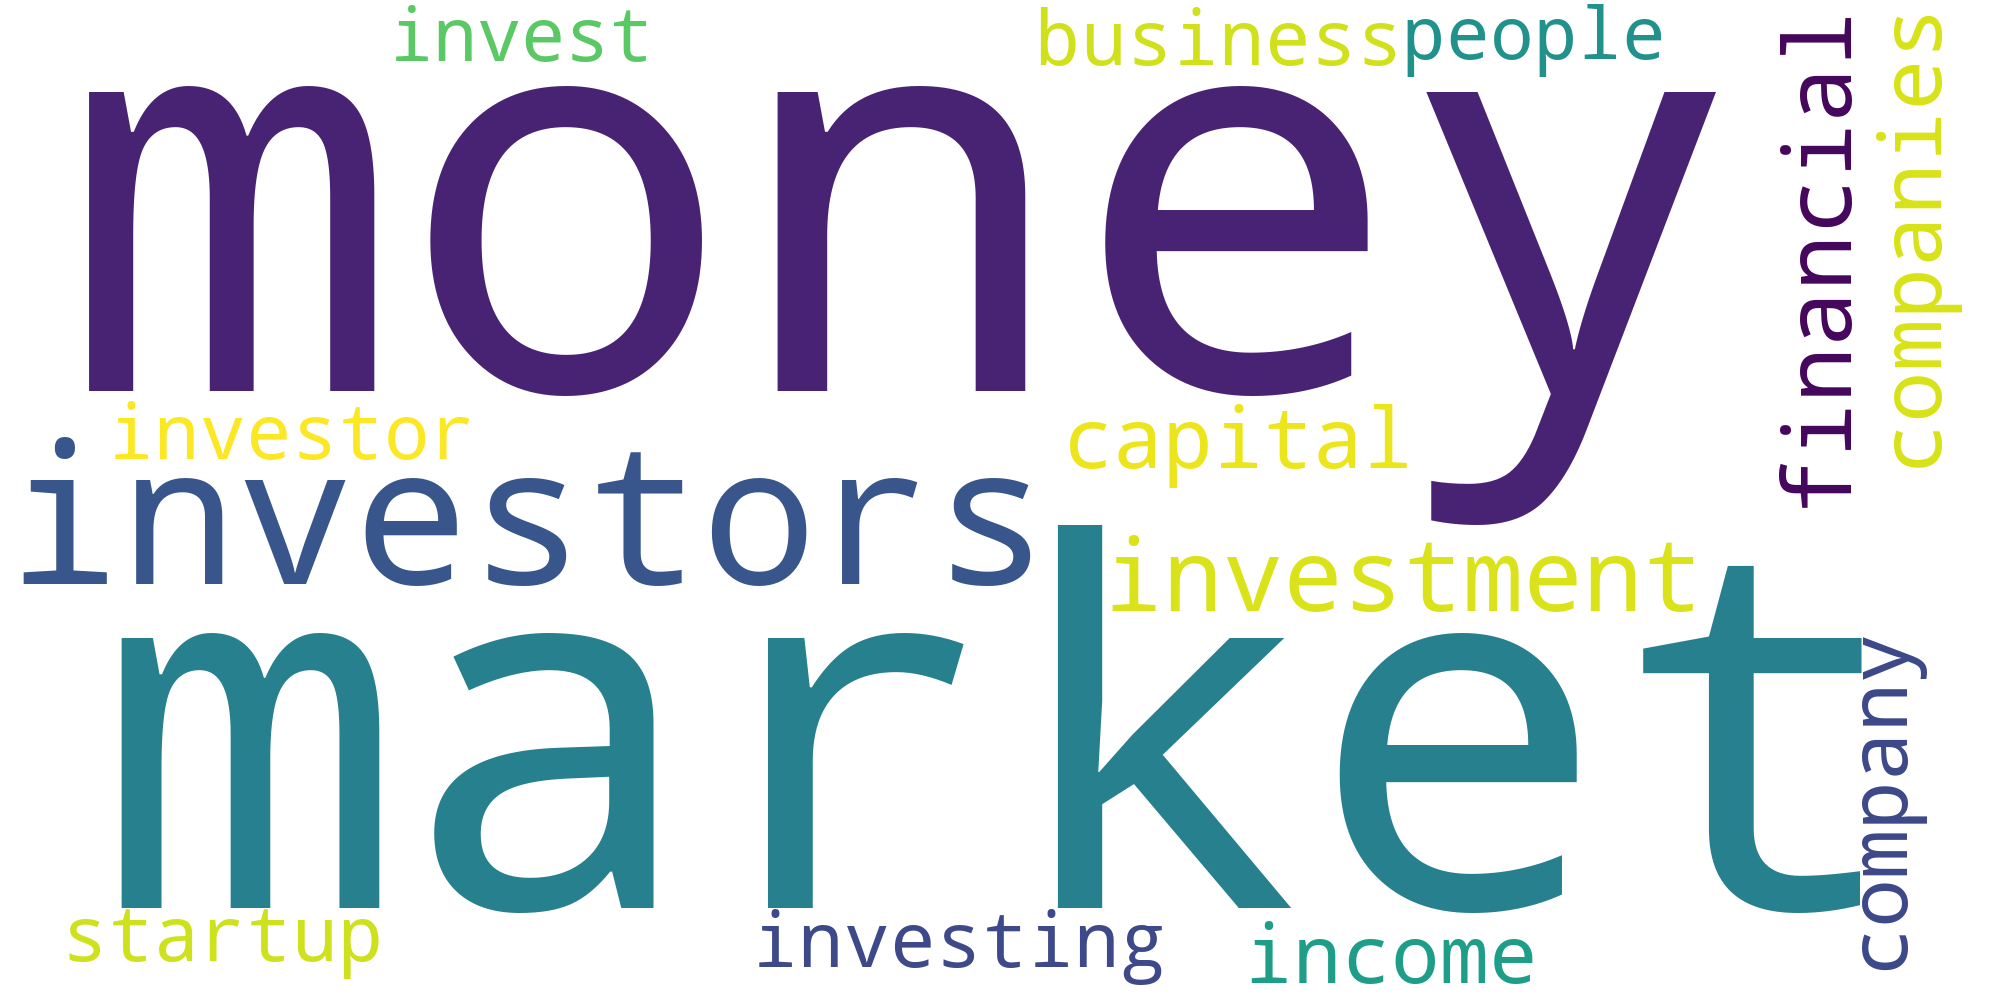 invest
business
people
money
financial
companies
investor
capital
investors
investment
market
company
startup
investing
income